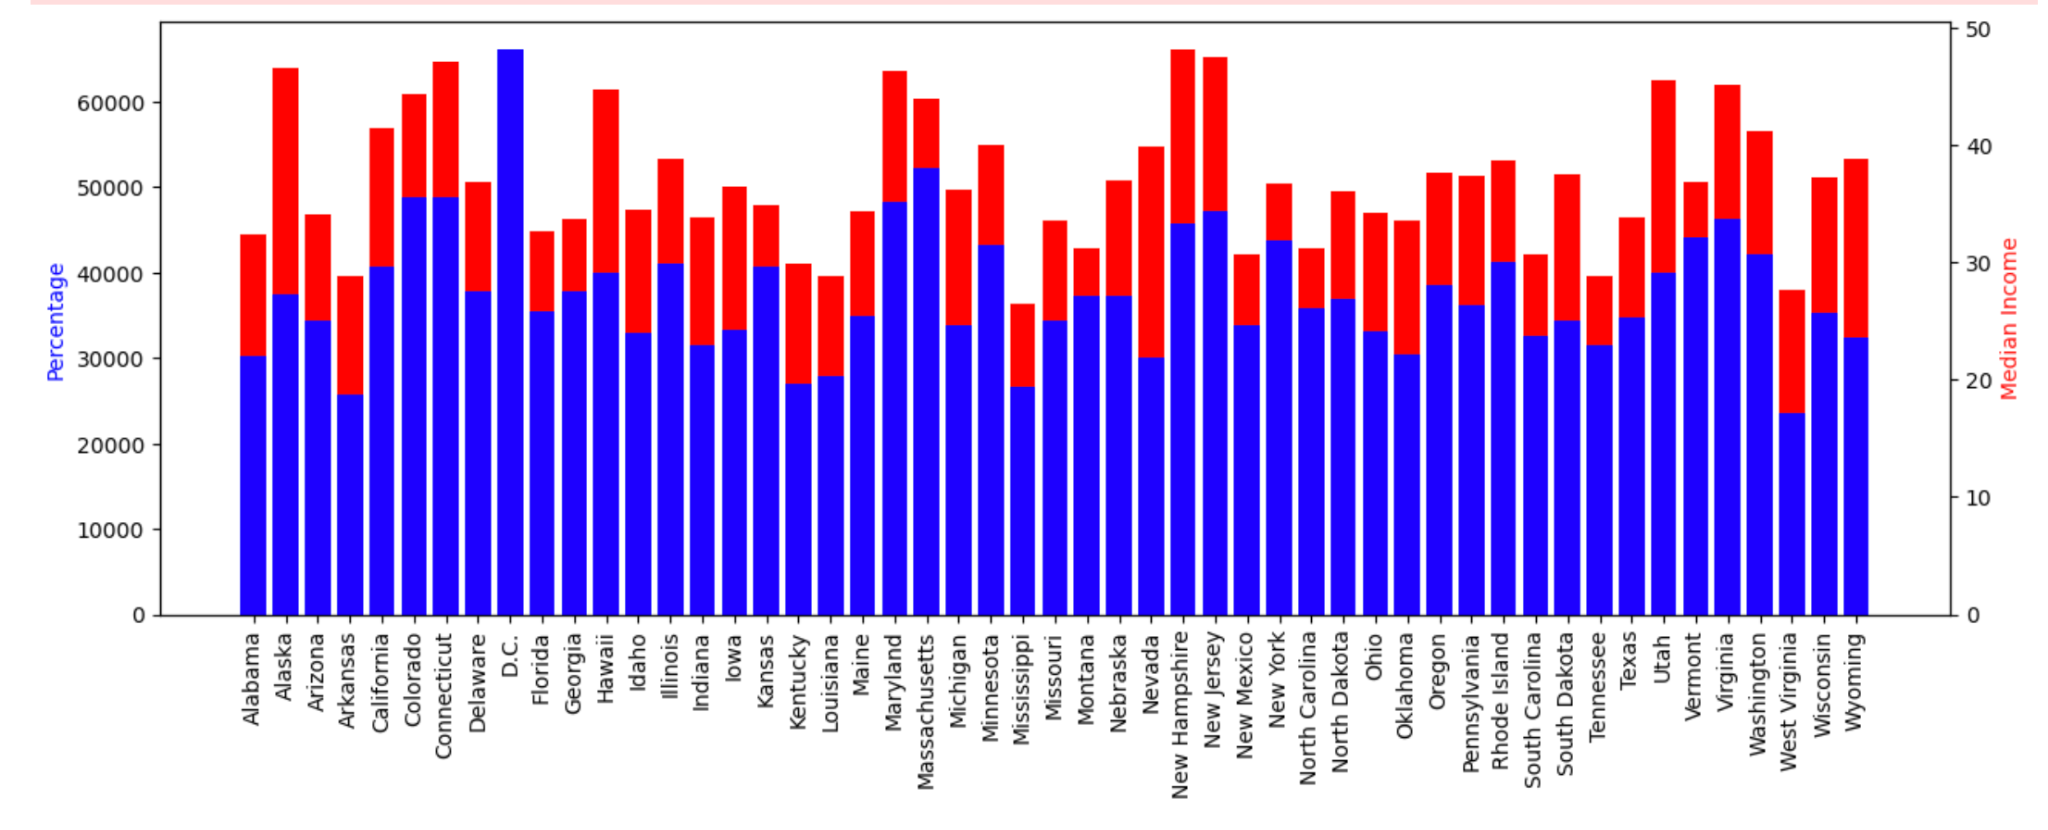 Percentage
60000
50000
40000
30000
20000
10000
0
50
40
30
20
10
0
Median Income
Alabama
Alaska
Arizona
Arkansas
California
Colorado
Connecticut
Delaware
D.C.
Florida
Georgia
Hawaii
Idaho
Illinois
Indiana
Iowa
Kansas
Kentucky
Louisiana
Maine
Maryland
Massachusetts
Michigan
Minnesota
Mississippi
Missouri
Montana
Nebraska
Nevada
New Hampshire
New Jersey
New Mexico
New York
North Carolina
North Dakota
Ohio
Oklahoma
Oregon
Pennsylvania
Rhode Island
South Carolina
South Dakota
Tennessee
Texas
Utah
Vermont
Virginia
Washington
West Virginia
Wisconsin
Wyoming